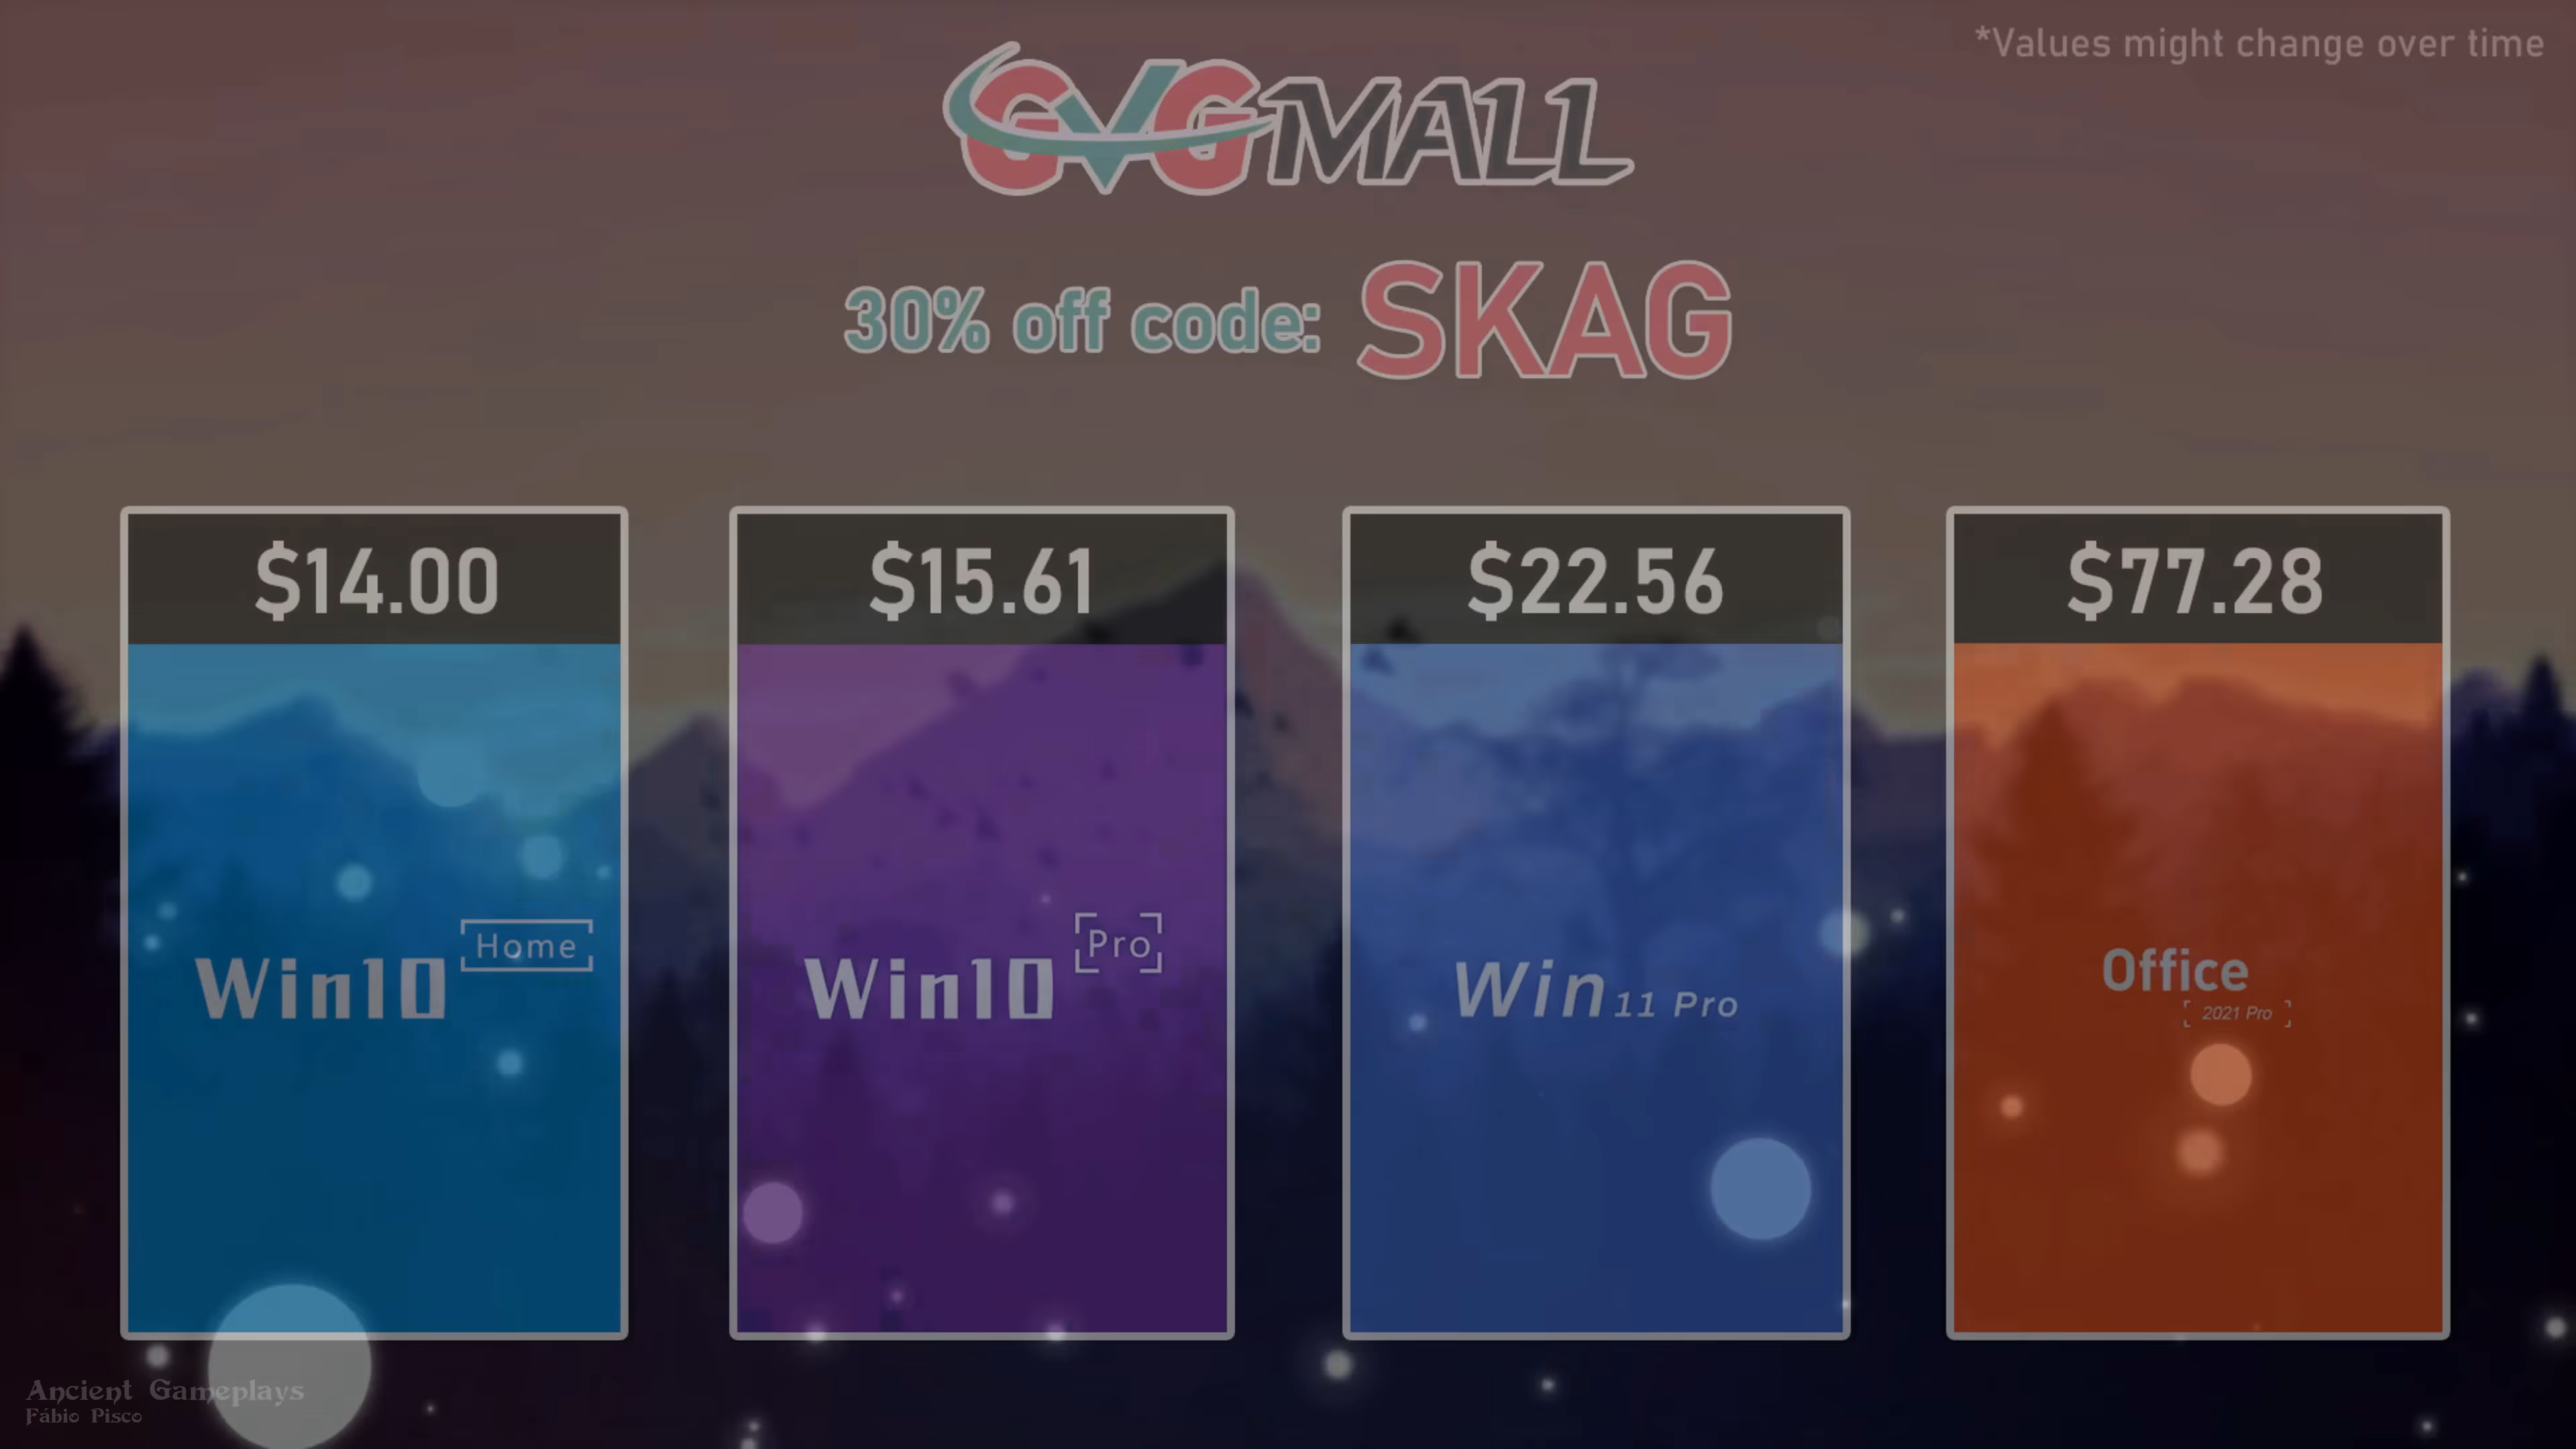 *Values might change over time
GVGMALL
30% off code: SKAG
$14.00
Win10 Home
$15.61
Win10 Pro
$22.56
Win 11 Pro
$77.28
Office
2021 Pro
Ancient Gameplays
Fábio Pisco